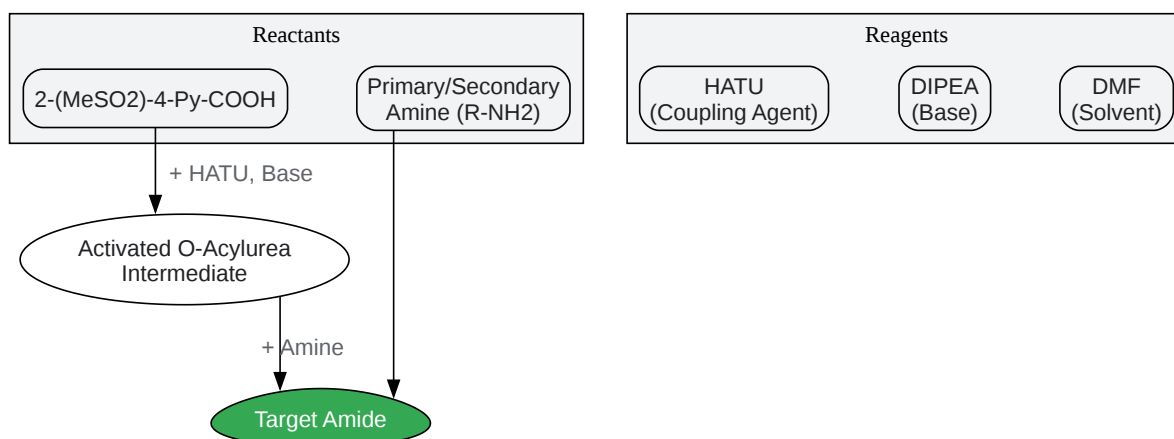 Reactants
2-(MeSO2)-4-Py-COOH
Primary/Secondary
Amine (R-NH2)
+ HATU, Base
Activated O-Acylurea
Intermediate
+ Amine
Target Amide
Reagents
HATU
(Coupling Agent)
DIPEA
(Base)
DMF
(Solvent)